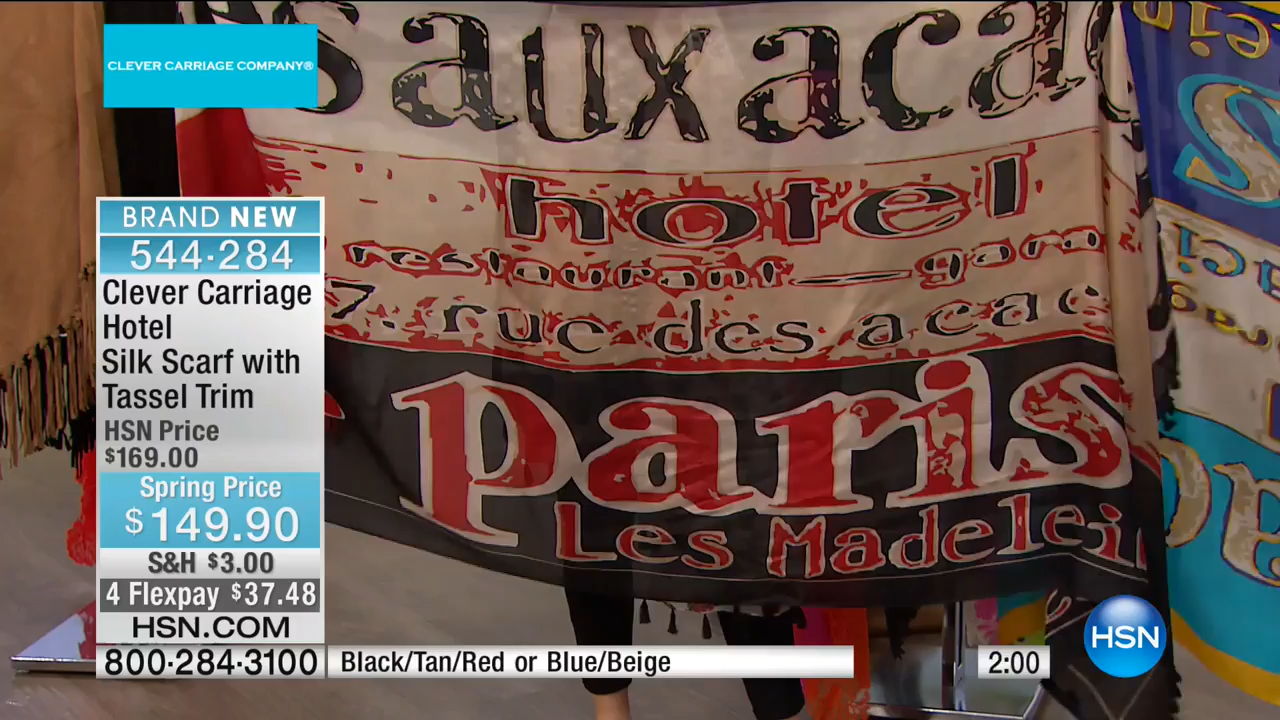 CLEVER CARRIAGE COMPANY®
BRAND NEW
544·284
Clever Carriage
Hotel
Silk Scarf with
Tassel Trim
HSN Price
$169.00
Spring Price
$149.90
S&H $3.00
4 Flexpay $37.48
HSN.COM
800·284·3100
Black/Tan/Red or Blue/Beige
2:00
HSN
saux aca
hotel
restaurant — gara
7. rue des acac
paris
Les Madelei